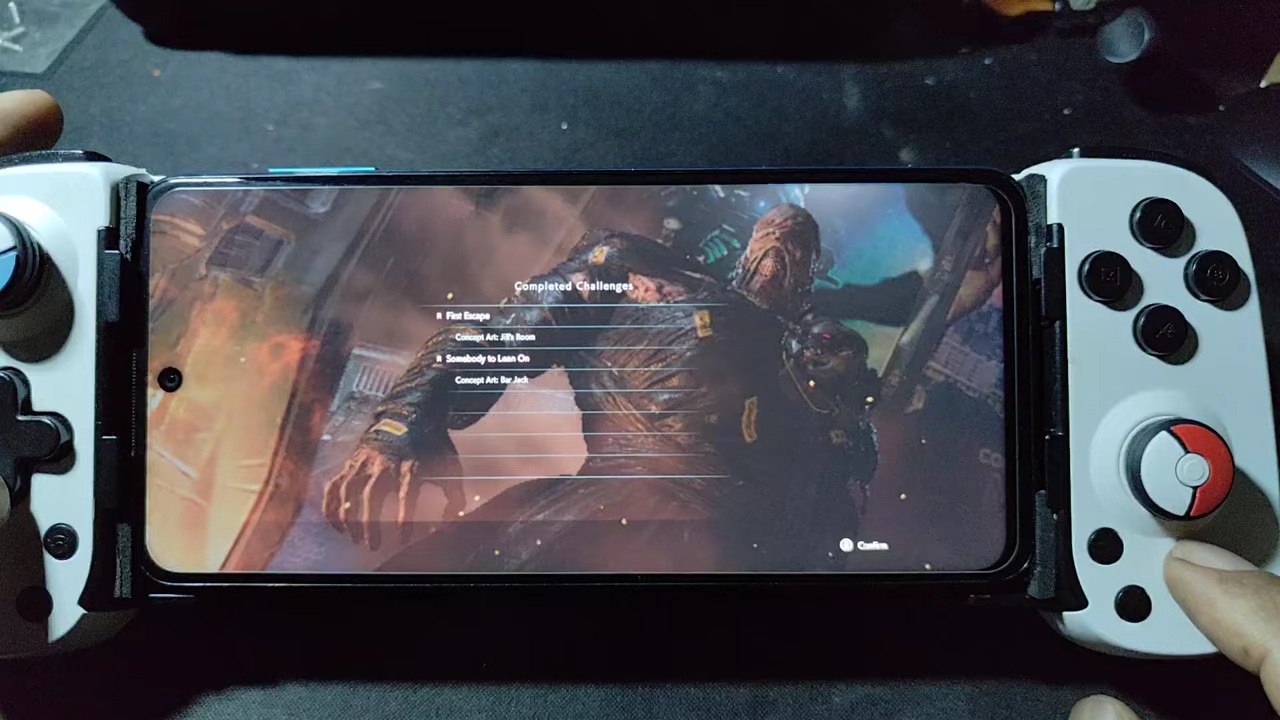 Completed Challenges
First Escape
Concept Art: Jill's Room
Somebody to Lean On
Concept Art: Bar Jack
Confirm